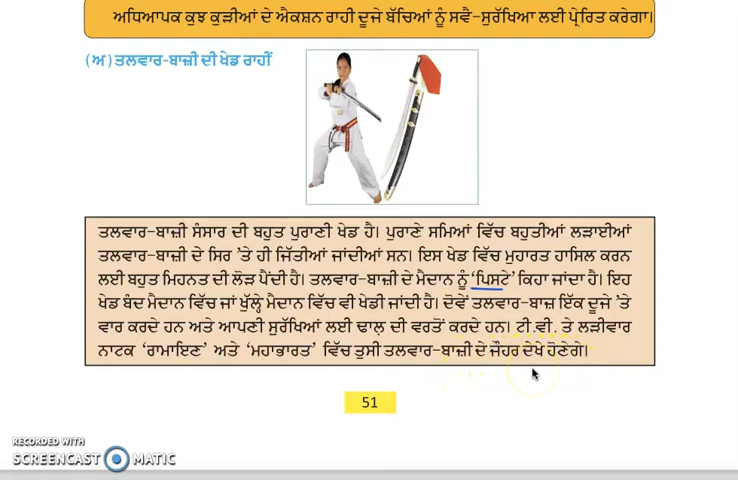 ਅਧਿਆਪਕ ਕੁਝ ਕੁੜੀਆਂ ਦੇ ਐਕਸ਼ਨ ਰਾਹੀ ਦੂਜੇ ਬੱਚਿਆਂ ਨੂੰ ਸਵੈ-ਸੁਰੱਖਿਆ ਲਈ ਪ੍ਰੇਰਿਤ ਕਰੇਗਾ।
(ਅ) ਤਲਵਾਰ-ਬਾਜ਼ੀ ਦੀ ਖੇਡ ਰਾਹੀਂ
ਤਲਵਾਰ-ਬਾਜ਼ੀ ਸੰਸਾਰ ਦੀ ਬਹੁਤ ਪੁਰਾਣੀ ਖੇਡ ਹੈ। ਪੁਰਾਣੇ ਸਮਿਆਂ ਵਿੱਚ ਬਹੁਤੀਆਂ ਲੜਾਈਆਂ
ਤਲਵਾਰ-ਬਾਜ਼ੀ ਦੇ ਸਿਰ 'ਤੇ ਹੀ ਜਿੱਤੀਆਂ ਜਾਂਦੀਆਂ ਸਨ। ਇਸ ਖੇਡ ਵਿੱਚ ਮੁਹਾਰਤ ਹਾਸਿਲ ਕਰਨ
ਲਈ ਬਹੁਤ ਮਿਹਨਤ ਦੀ ਲੋੜ ਪੈਂਦੀ ਹੈ। ਤਲਵਾਰ-ਬਾਜ਼ੀ ਦੇ ਮੈਦਾਨ ਨੂੰ 'ਪਿਸਟੇ' ਕਿਹਾ ਜਾਂਦਾ ਹੈ। ਇਹ
ਖੇਡ ਬੰਦ ਮੈਦਾਨ ਵਿੱਚ ਜਾਂ ਖੁੱਲ੍ਹੇ ਮੈਦਾਨ ਵਿੱਚ ਵੀ ਖੇਡੀ ਜਾਂਦੀ ਹੈ। ਦੋਵੇਂ ਤਲਵਾਰ-ਬਾਜ਼ ਇੱਕ ਦੂਜੇ 'ਤੇ
ਵਾਰ ਕਰਦੇ ਹਨ ਅਤੇ ਆਪਣੀ ਸੁਰੱਖਿਆਂ ਲਈ ਢਾਲ ਦੀ ਵਰਤੋਂ ਕਰਦੇ ਹਨ। ਟੀ.ਵੀ. ਤੇ ਲੜੀਵਾਰ
ਨਾਟਕ 'ਰਾਮਾਇਣ' ਅਤੇ 'ਮਹਾਭਾਰਤ' ਵਿੱਚ ਤੁਸੀ ਤਲਵਾਰ-ਬਾਜ਼ੀ ਦੇ ਜੌਹਰ ਦੇਖੇ ਹੋਣੇਗੇ।
51
RECORDED WITH
SCREENCAST MATIC